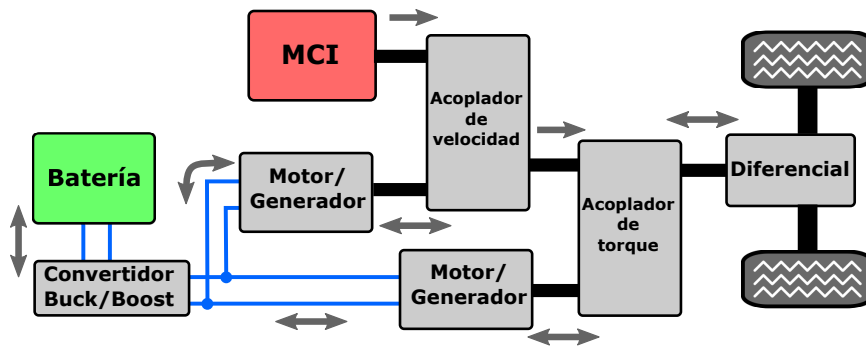 MCI
Acoplador
de
velocidad
Batería
Motor/
Generador
Acoplador
de
torque
Diferencial
Convertidor
Buck/Boost
Motor/
Generador